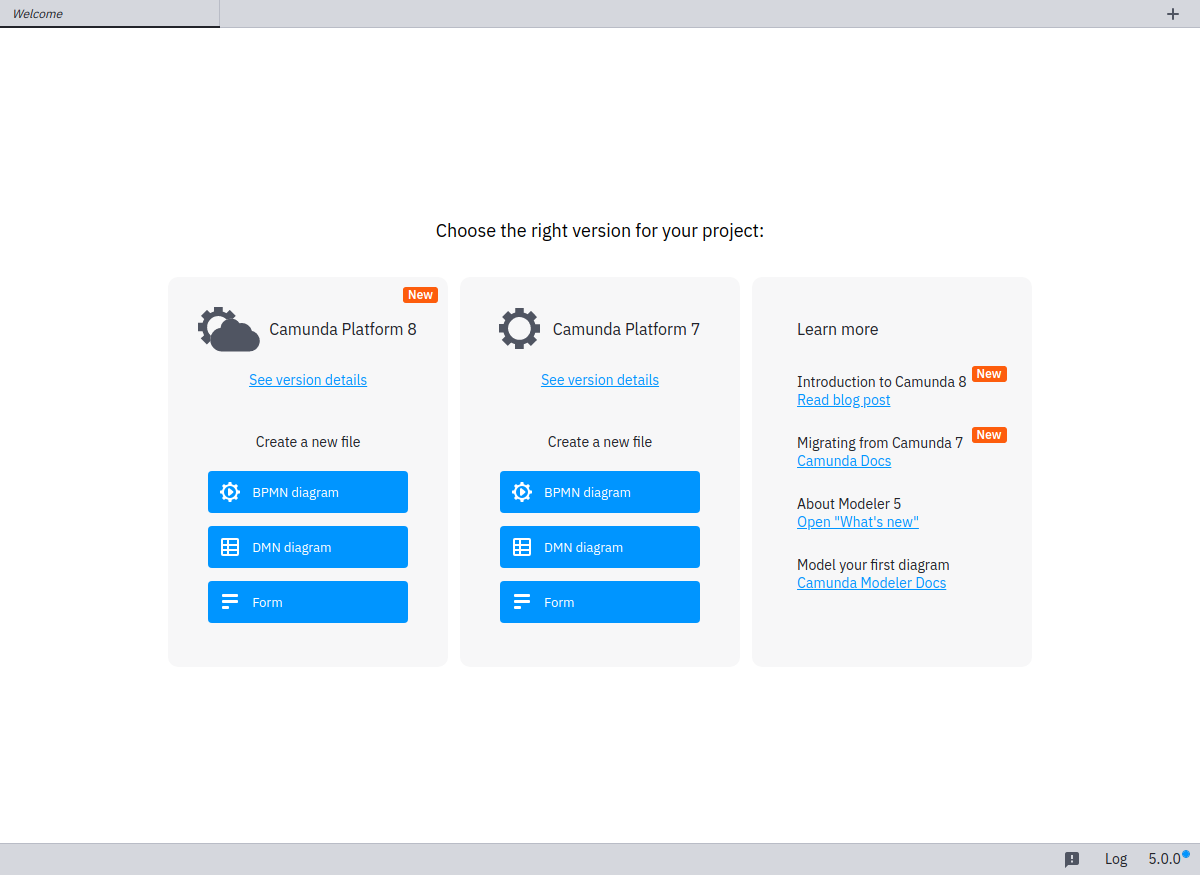 Welcome
Choose the right version for your project:
New
Camunda Platform 8
See version details
Create a new file
BPMN diagram
DMN diagram
Form
Camunda Platform 7
See version details
Create a new file
BPMN diagram
DMN diagram
Form
Learn more
Introduction to Camunda 8 New
Read blog post
Migrating from Camunda 7 New
Camunda Docs
About Modeler 5
Open "What's new"
Model your first diagram
Camunda Modeler Docs
Log 5.0.0